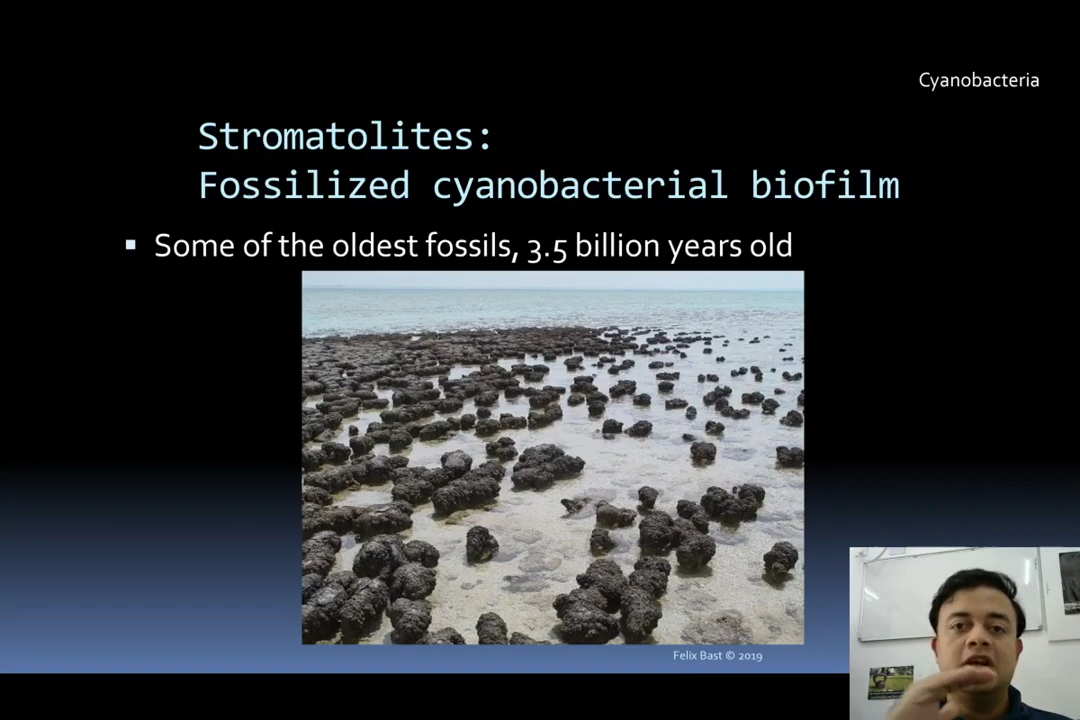 Cyanobacteria
Stromatolites:
Fossilized cyanobacterial biofilm
▪ Some of the oldest fossils, 3.5 billion years old
Felix Bast © 2019